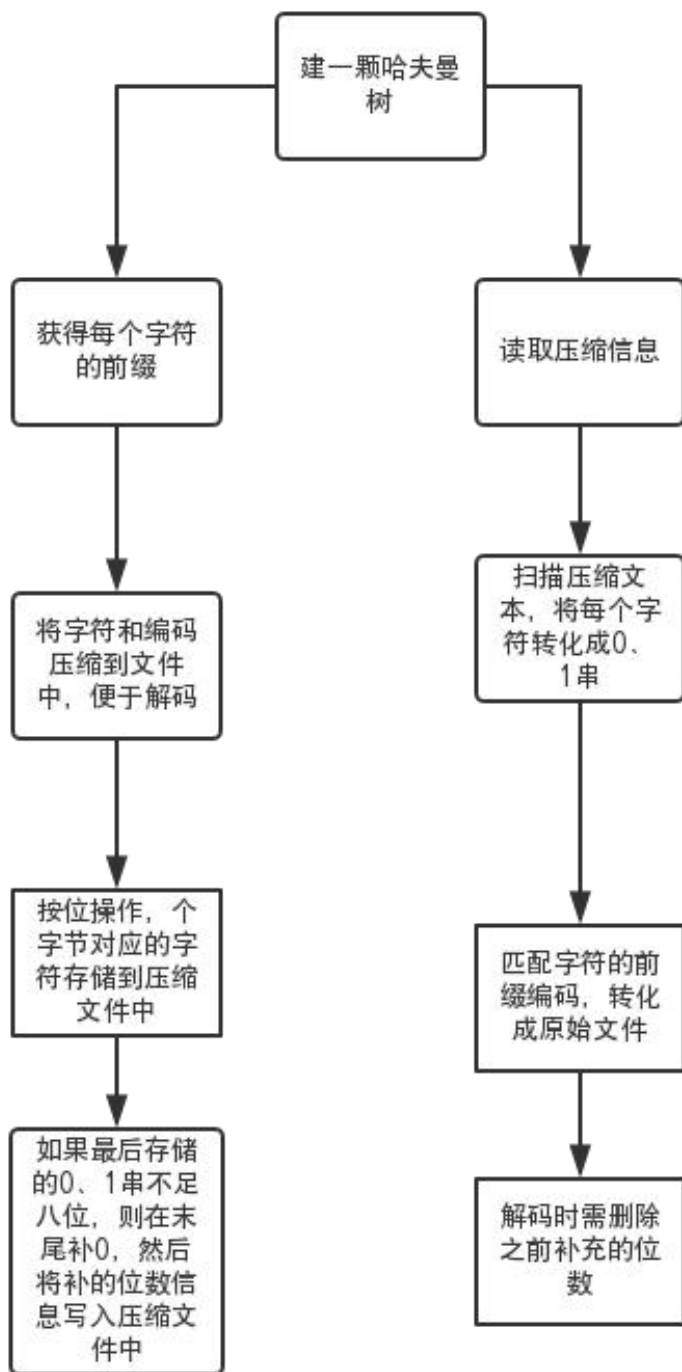 建一颗哈夫曼
树
获得每个字符
的前缀
将字符和编码
压缩到文件
中，便于解码
按位操作，个
字节对应的字
符存储到压缩
文件中
如果最后存储
的0、1串不足
八位，则在末
尾补0，然后
将补的位数信
息写入压缩文
件中
读取压缩信息
扫描压缩文
本，将每个字
符转化成0、
1串
匹配字符的前
缀编码，转化
成原始文件
解码时需删除
之前补充的位
数